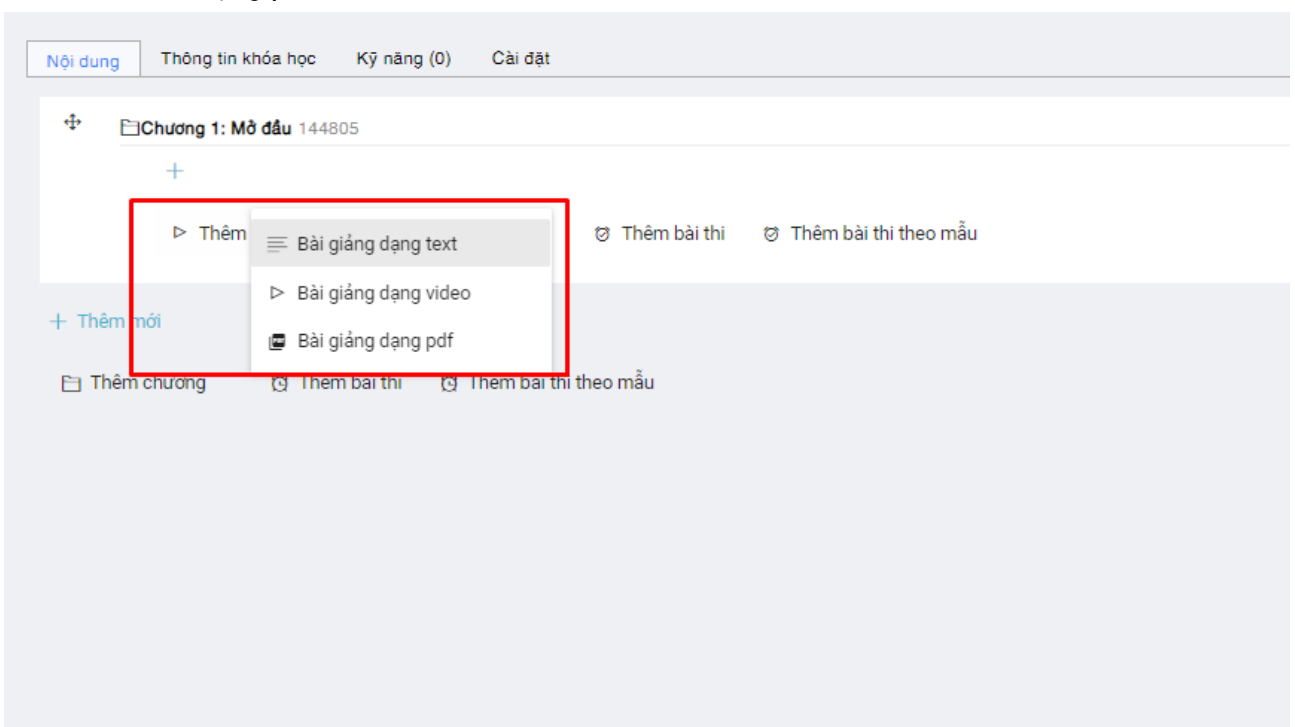 Nội dung Thông tin khóa học Kỹ năng (0) Cài đặt
Chương 1: Mở đầu 144805
Thêm
Bài giảng dạng text
Thêm bài thi Thêm bài thi theo mẫu
Bài giảng dạng video
Thêm mới
Bài giảng dạng pdf
Thêm chương Thêm bài thi Thêm bài thi theo mẫu